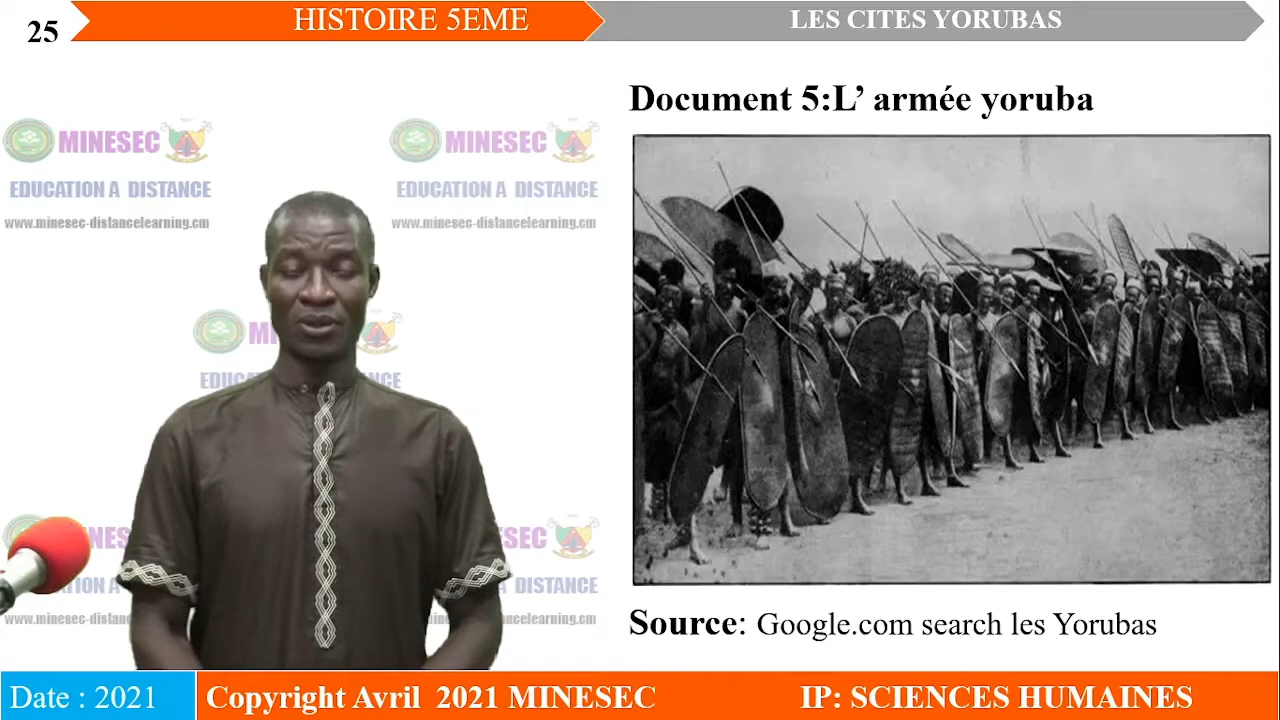 25
HISTOIRE 5EME
LES CITES YORUBAS
Document 5:L’ armée yoruba
MINESEC
EDUCATION A DISTANCE
www.minesec-distancelearning.cm
MINESEC
EDUCATION A DISTANCE
www.minesec-distancelearning.cm
Source: Google.com search les Yorubas
Date : 2021
Copyright Avril 2021 MINESEC
IP: SCIENCES HUMAINES